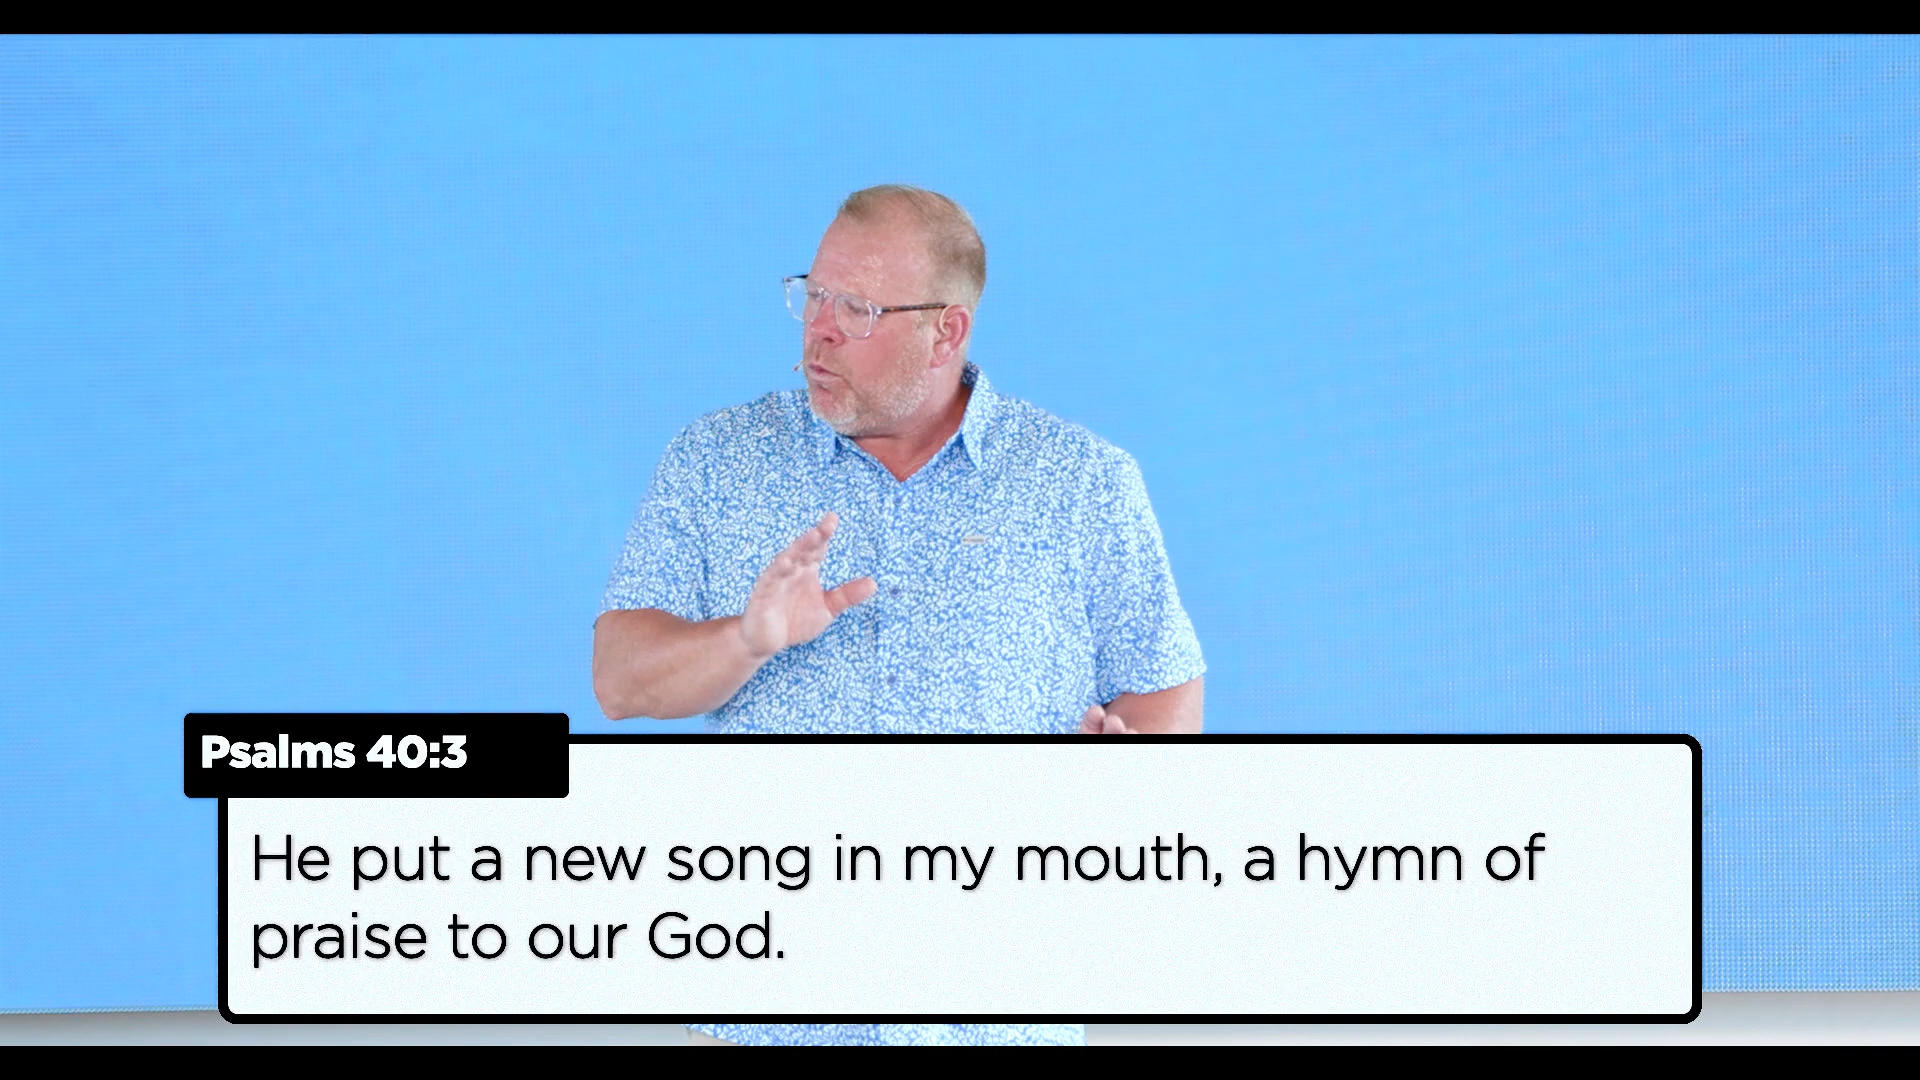 Psalms 40:3
He put a new song in my mouth, a hymn of
praise to our God.